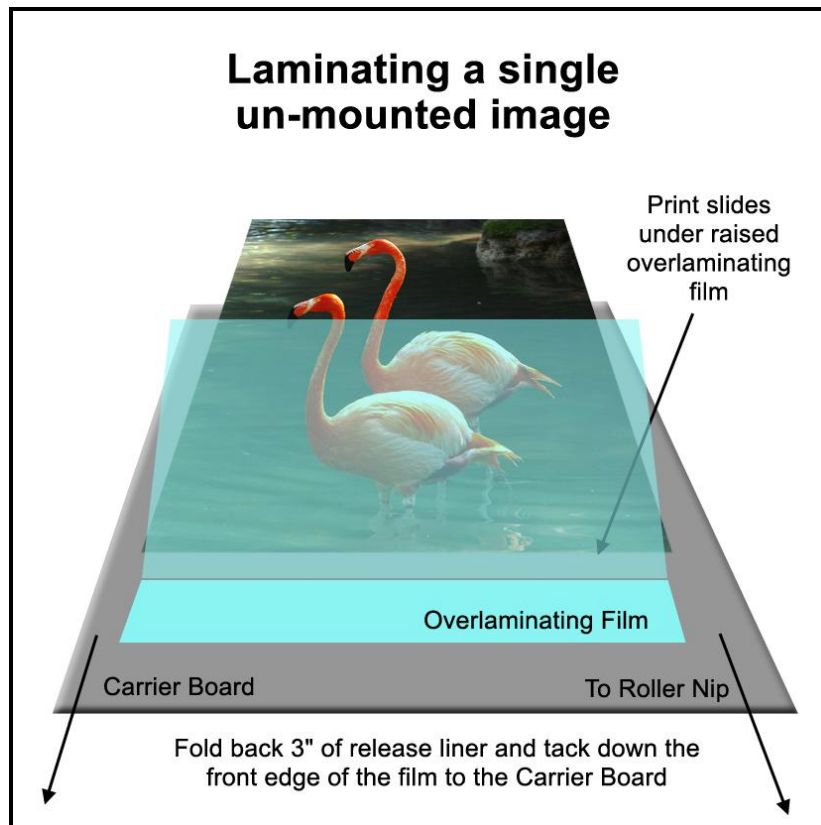 Laminating a single
un-mounted image
Print slides
under raised
overlaminating
film
Overlaminating Film
Carrier Board
To Roller Nip
Fold back 3" of release liner and tack down the
front edge of the film to the Carrier Board